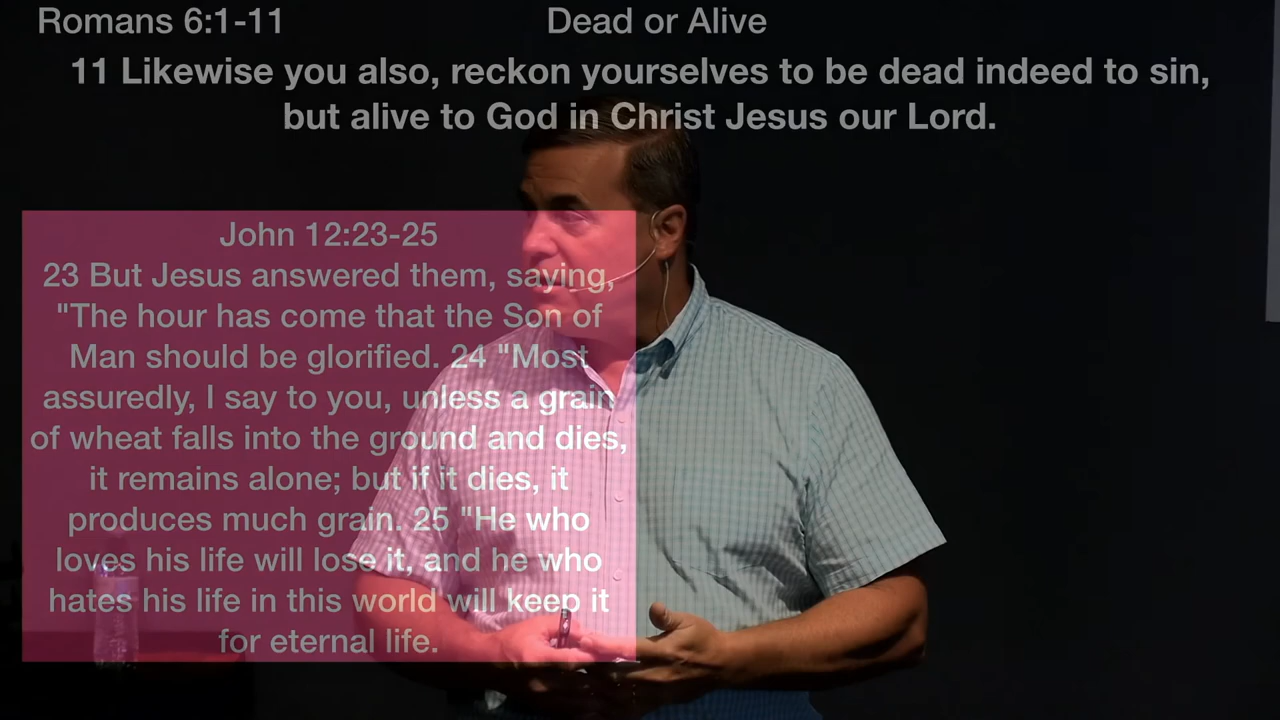 Romans 6:1-11
Dead or Alive
11 Likewise you also, reckon yourselves to be dead indeed to sin,
but alive to God in Christ Jesus our Lord.
John 12:23-25
23 But Jesus answered them, saying,
"The hour has come that the Son of
Man should be glorified. 24 "Most
assuredly, I say to you, unless a grain
of wheat falls into the ground and dies,
it remains alone; but if it dies, it
produces much grain. 25 "He who
loves his life will lose it, and he who
hates his life in this world will keep it
for eternal life.